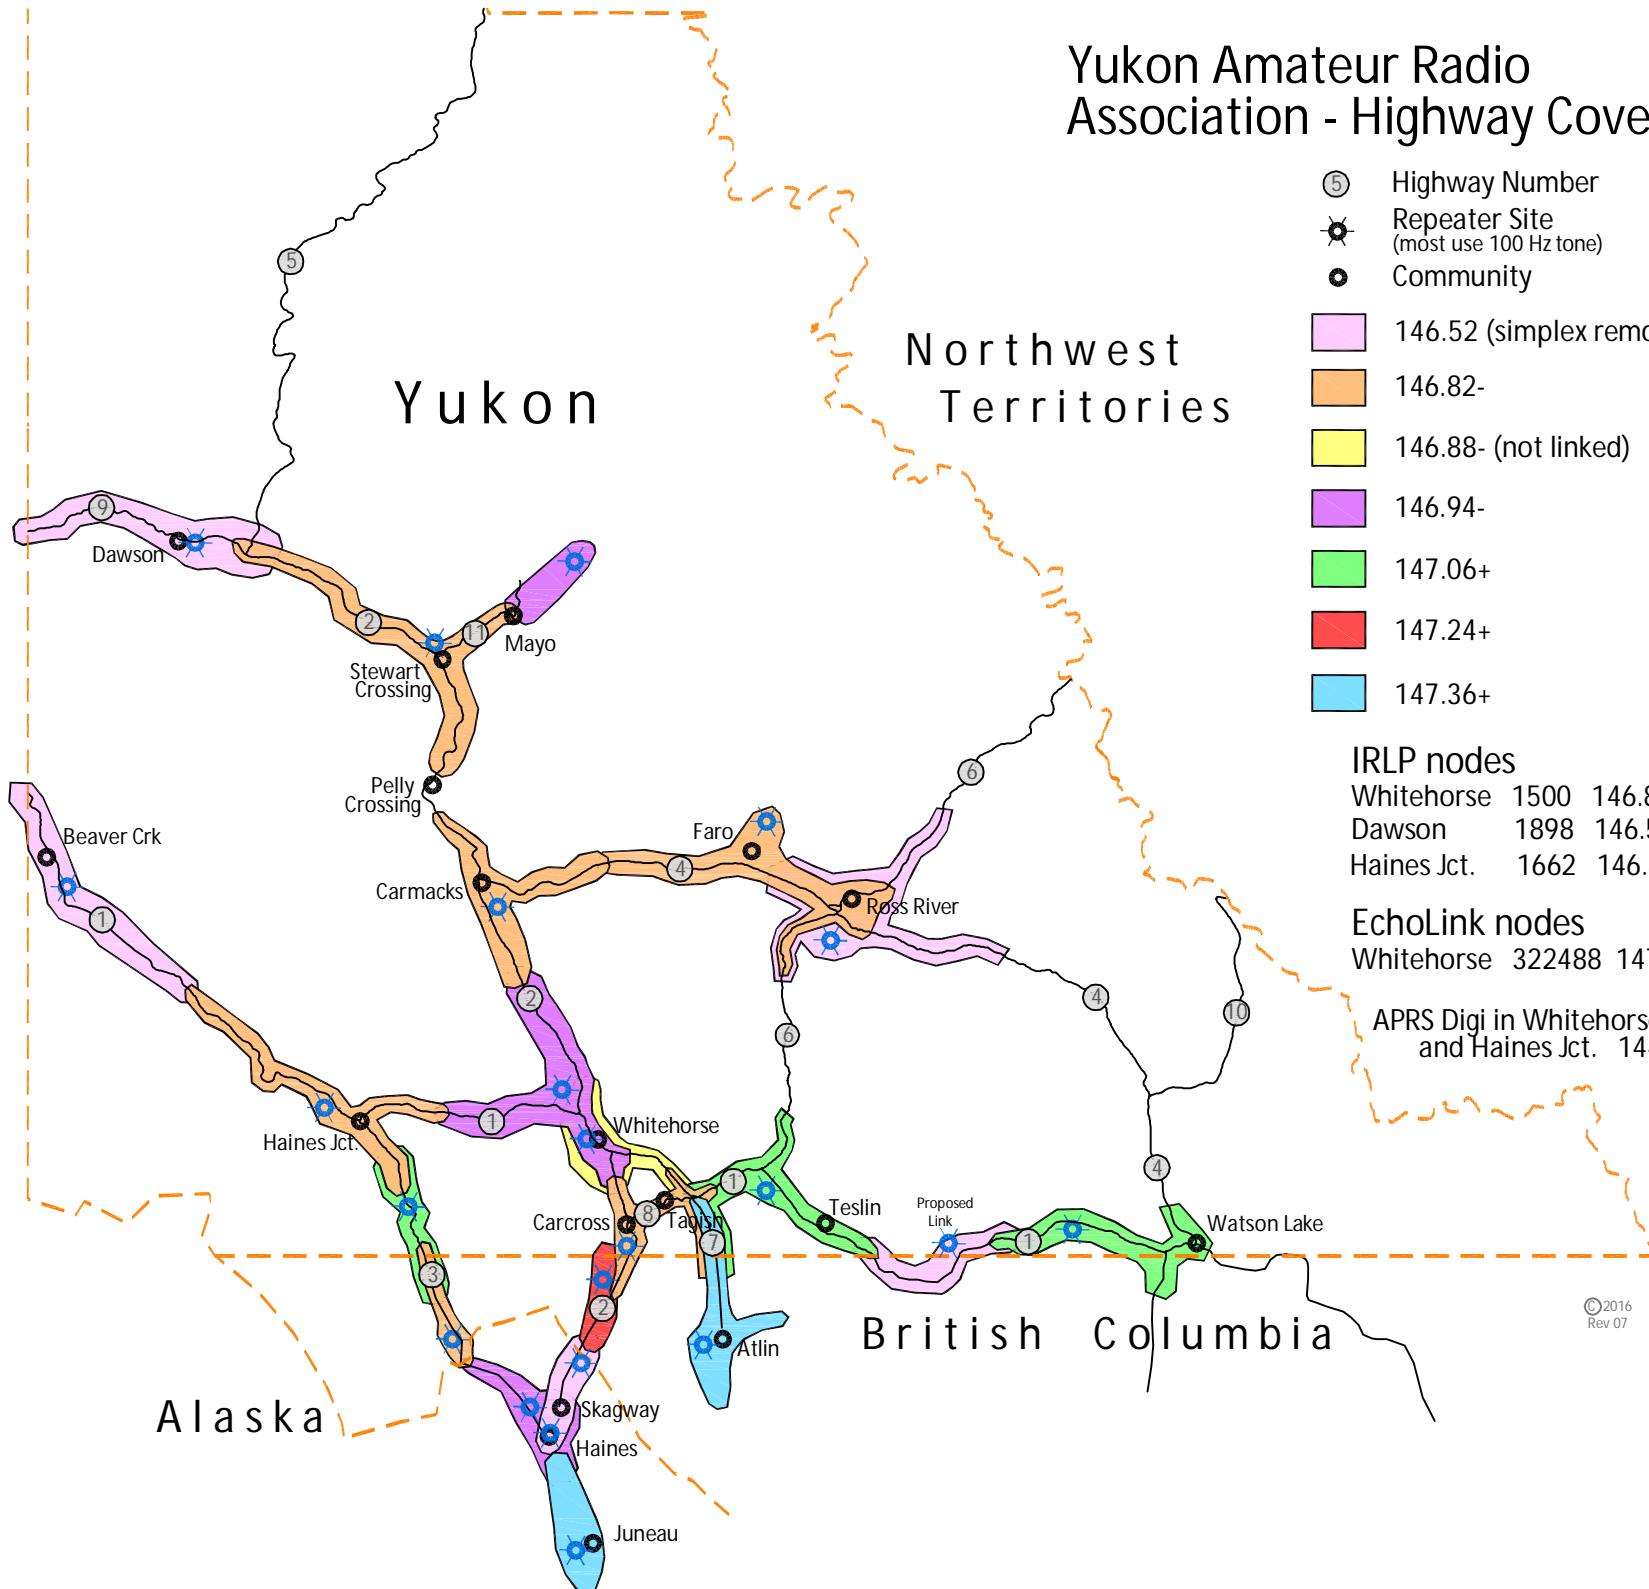 Yukon Amateur Radio
Association - Highway Cove
5 Highway Number
Repeater Site
(most use 100 Hz tone)
Community
146.52 (simplex remo
146.82-
146.88- (not linked)
146.94-
147.06+
147.24+
147.36+
IRLP nodes
Whitehorse 1500 146.8
Dawson 1898 146.5
Haines Jct. 1662 146.
EchoLink nodes
Whitehorse 322488 147
APRS Digi in Whitehorse
and Haines Jct. 14
5
Northwest
Territories
Yukon
9
Dawson
2
11
Mayo
Stewart
Crossing
6
Pelly
Crossing
Beaver Crk
Faro
4
Carmacks
Ross River
1
2
4
10
6
1
Whitehorse
Haines Jct.
4
1
8
Tagish
Carcross
Teslin
Proposed
Link
Watson Lake
7
1
3
2
©2016
Rev 07
British Columbia
Atlin
Alaska
Skagway
Haines
Juneau